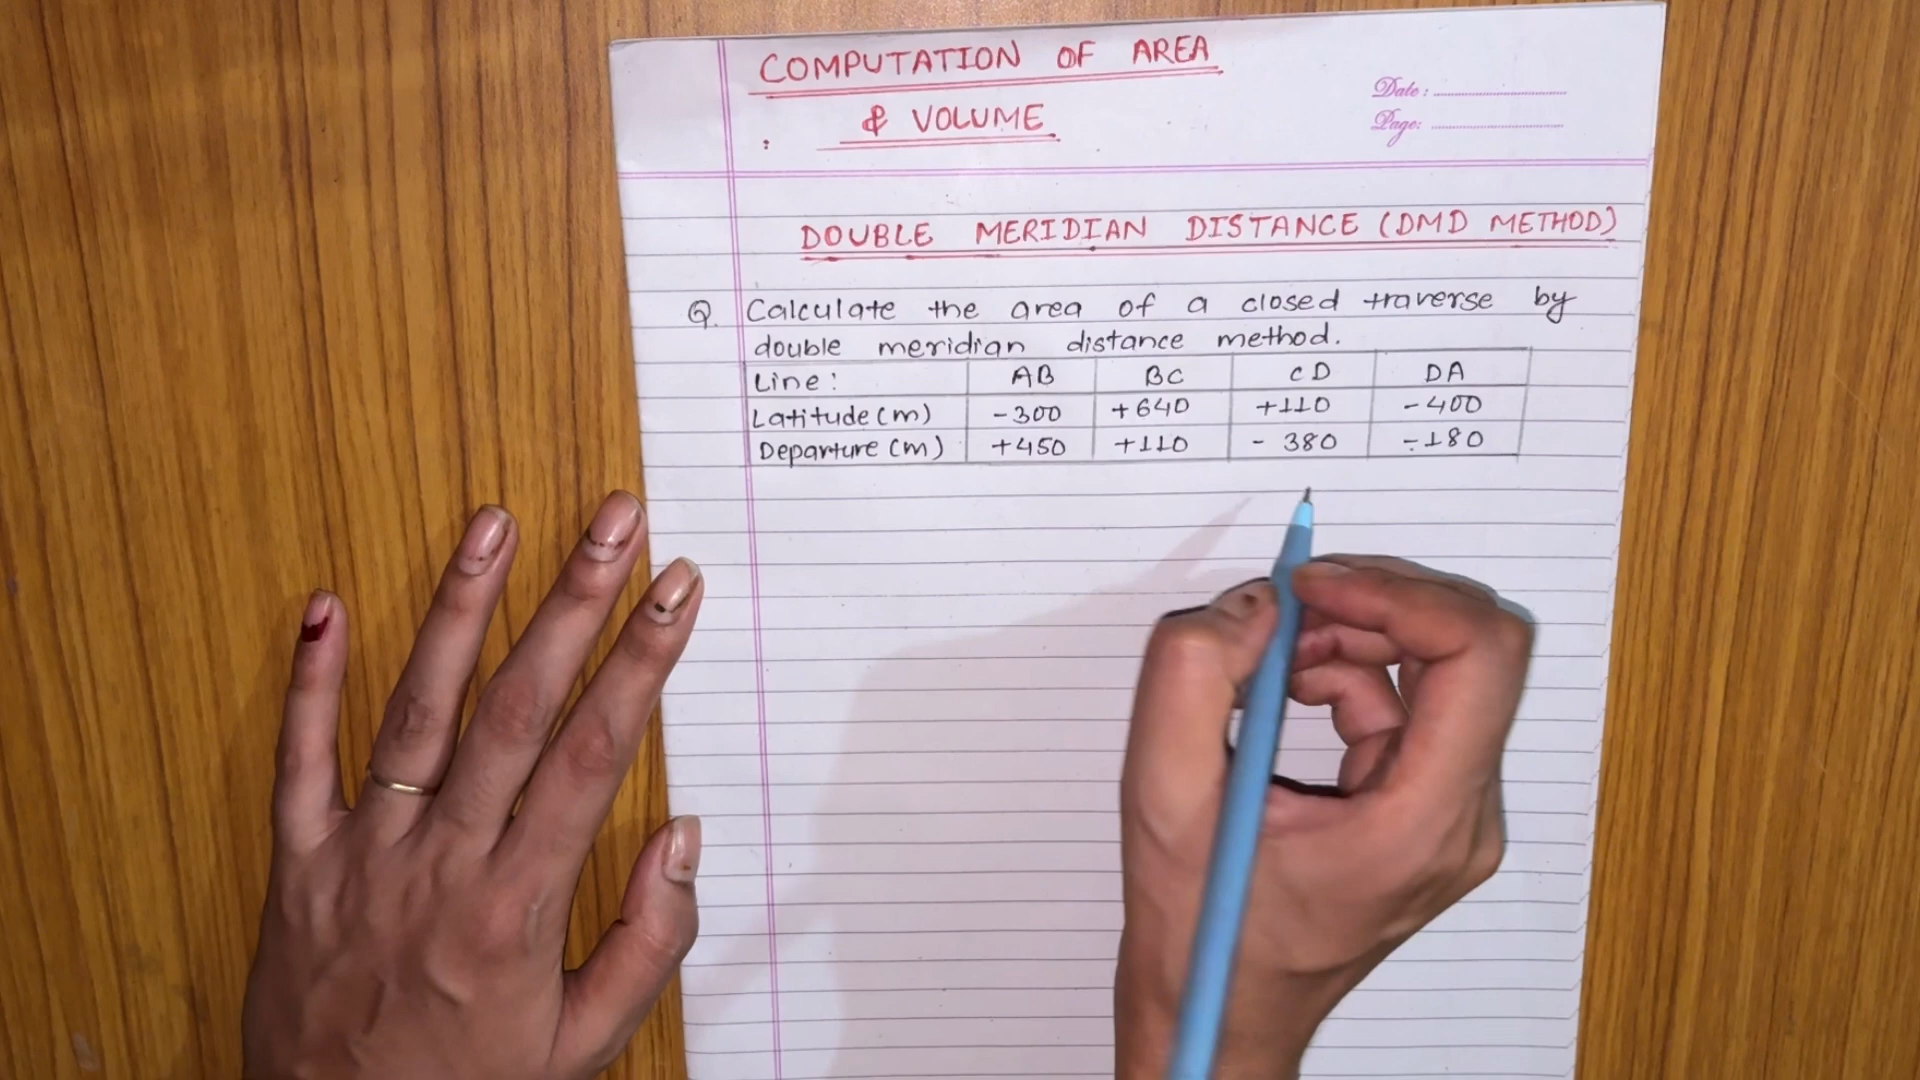 COMPUTATION OF AREA
& VOLUME
Date:
Page:
DOUBLE MERIDIAN DISTANCE (DMD METHOD)
Q. Calculate the area of a closed traverse by
double meridian distance method.
Line: AB BC CD DA
Latitude (m) -300 +640 +110 -400
Departure (m) +450 +110 -380 -180